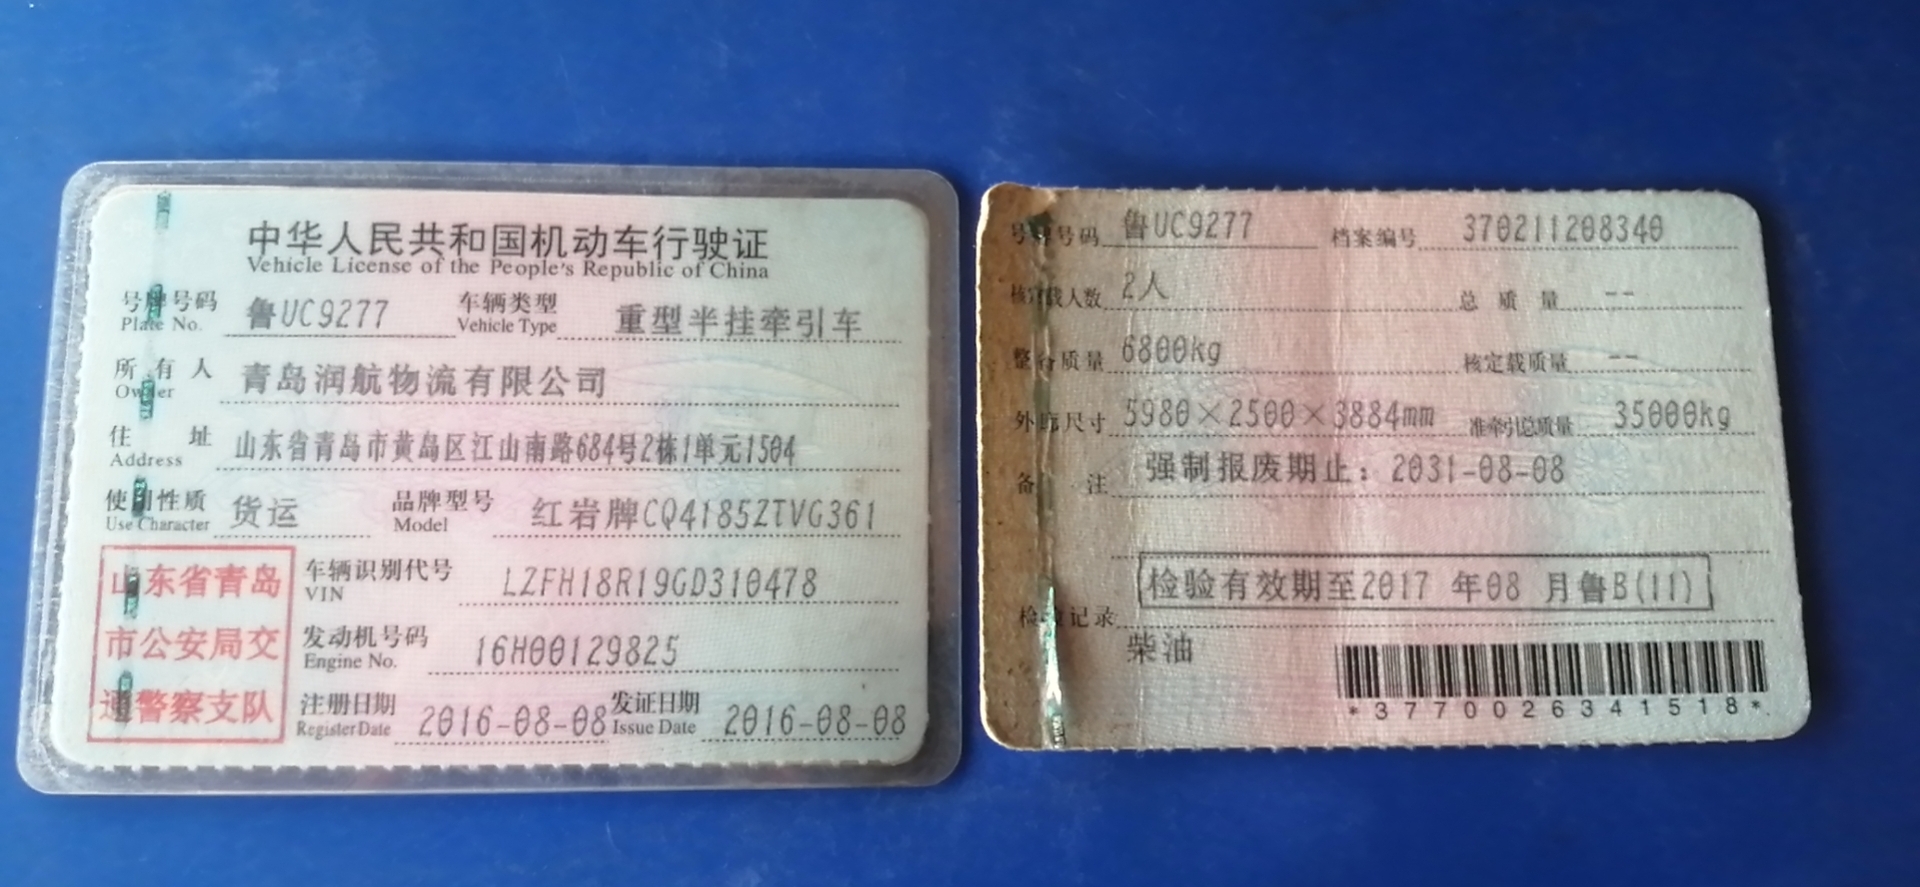 中华人民共和国机动车行驶证
Vehicle License of the People's Republic of China
号牌号码 鲁UC9277 车辆类型 重型半挂牵引车
Plate No. Vehicle Type
所有人 青岛润航物流有限公司
Owner
住址 山东省青岛市黄岛区江山南路684号2栋1单元1504
Address
使用性质 货运 品牌型号 红岩牌CQ4185ZTVG361
Use Character Model
山东省青岛
市公安局交
通警察支队
车辆识别代号 LZFH18R19GD310478
VIN
发动机号码 16H00129825
Engine No.
注册日期 2016-08-08 发证日期 2016-08-08
Register Date Issue Date
号牌号码 鲁UC9277 档案编号 370211208340
核定载人数 2人 总质量 --
整备质量 6800kg 核定载质量 --
外廓尺寸 5980×2500×3884mm 准牵引总质量 35000kg
备注 强制报废期止：2031-08-08
检验有效期至2017 年08 月鲁B(11)
检验记录
柴油
*3770026341518*